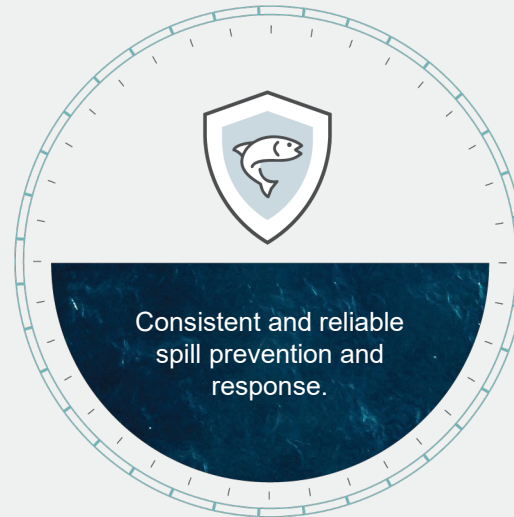 Consistent and reliable
spill prevention and
response.